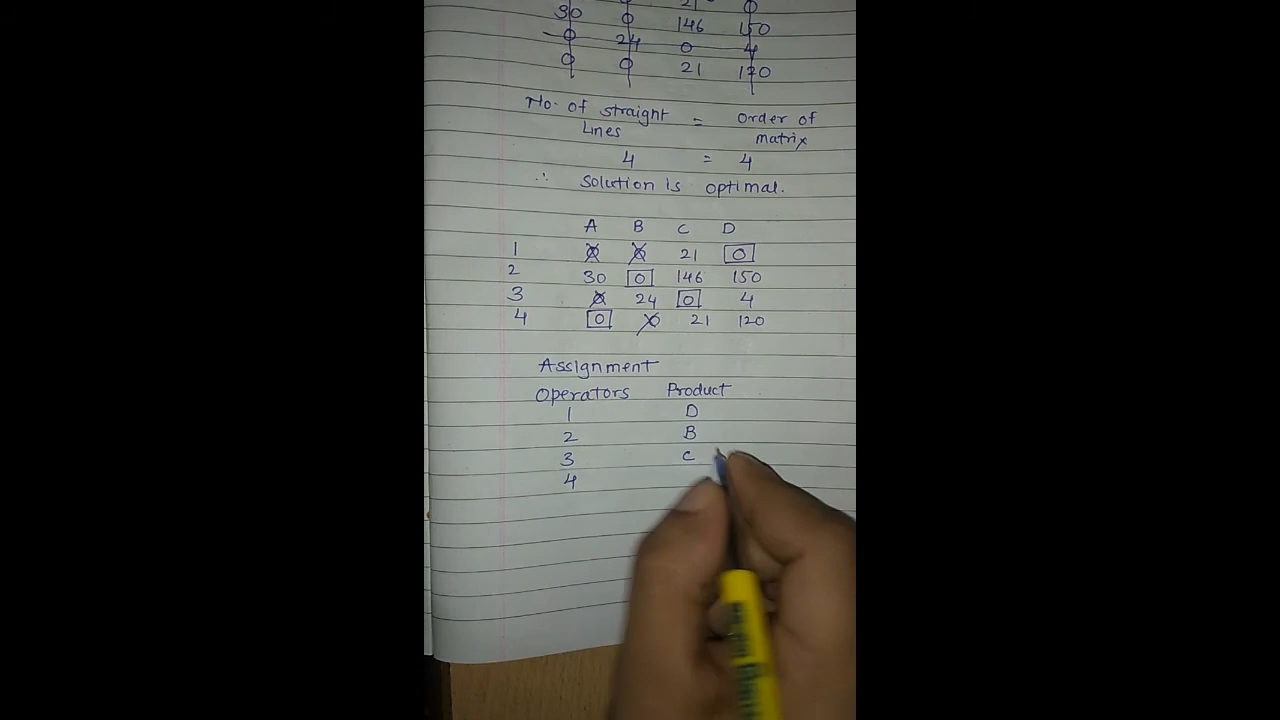 21 0
30 0 146 150
0 24 0 4
0 0 21 120
No. of straight Lines = Order of matrix
4 = 4
∴ Solution is optimal.
A B C D
1 0 0 21 0
2 30 0 146 150
3 0 24 0 4
4 0 0 21 120
Assignment
Operators Product
1 D
2 B
3 C
4